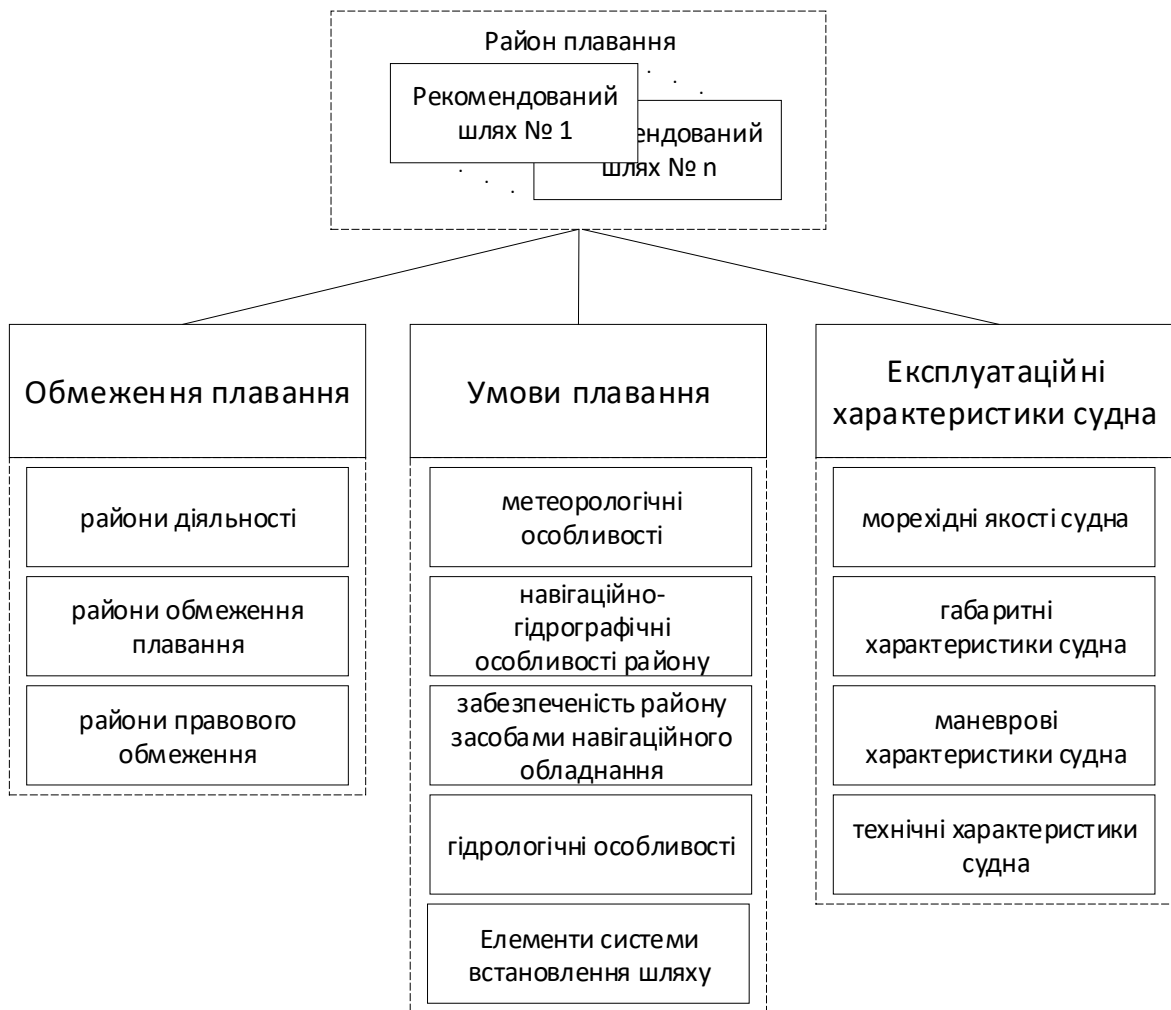 Район плавання
Рекомендований
шлях № 1
ендований
шлях № n
Обмеження плавання
Умови плавання
Експлуатаційні
характеристики судна
райони діяльності
райони обмеження
плавання
райони правового
обмеження
метеорологічні
особливості
навігаційно-
гідрографічні
особливості району
забезпеченість району
засобами навігаційного
обладнання
гідрологічні особливості
Елементи системи
встановлення шляху
морехідні якості судна
габаритні
характеристики судна
маневрові
характеристики судна
технічні характеристики
судна